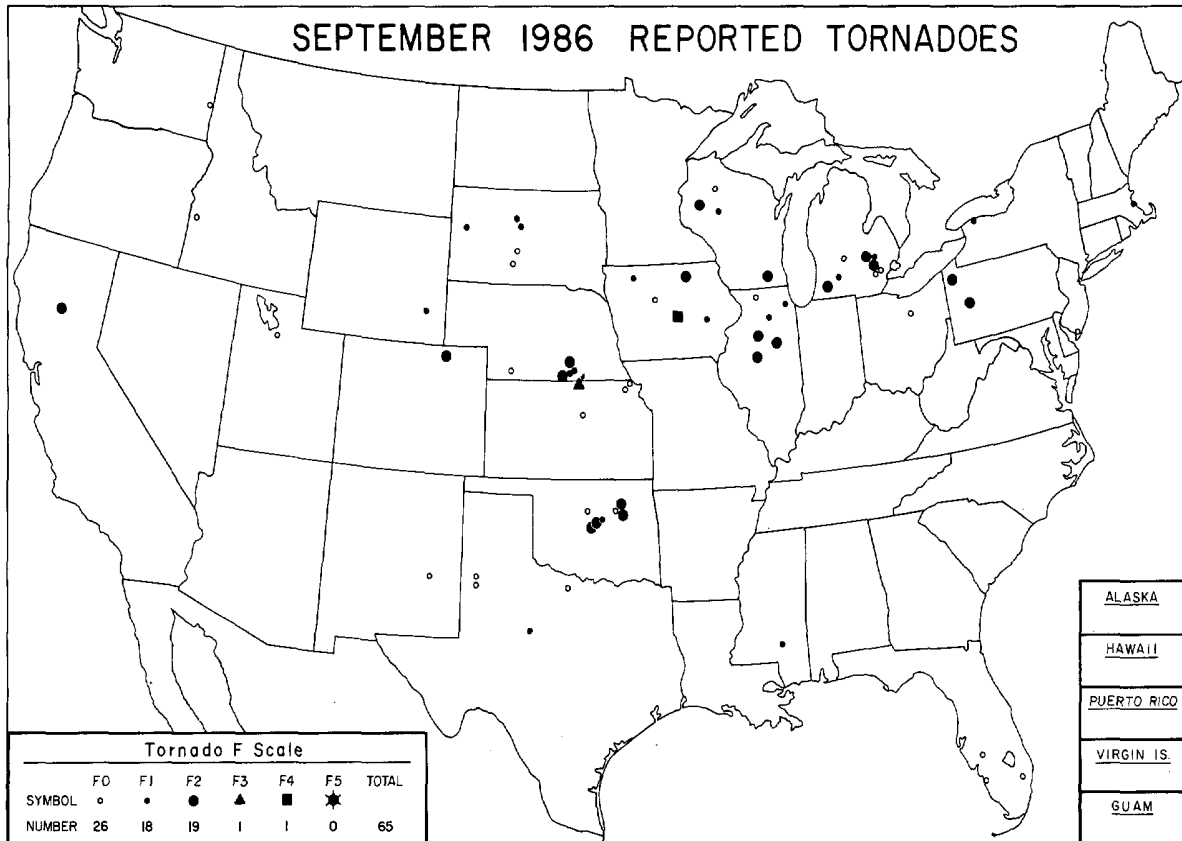 SEPTEMBER 1986 REPORTED TORNADOES
ALASKA
HAWAII
PUERTO RICO
VIRGIN IS.
GUAM
Tornado F Scale
F0 F1 F2 F3 F4 F5 TOTAL
SYMBOL
NUMBER 26 18 19 1 1 0 65